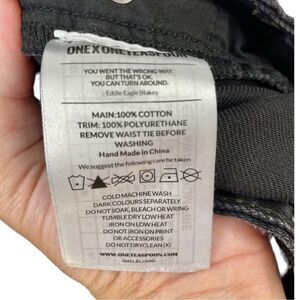 ONE X ONETEASPOON
YOU WENT THE WRONG WAY.
BUT THAT'S OK.
YOU CAN TURN AROUND.
- Eddie Eagle Blakey
MAIN:100% COTTON
TRIM: 100% POLYURETHANE
REMOVE WAIST TIE BEFORE
WASHING
Hand Made in China
We suggest the following care be taken
COLD MACHINE WASH
DARK COLOURS SEPARATELY
DO NOT SOAK, BLEACH OR WRING
TUMBLE DRY LOW HEAT
IRON ON LOW HEAT
DO NOT IRON ON PRINT
OR ACCESSORIES
DO NOT DRYCLEAN (X)
WWW.ONETEASPOON.COM